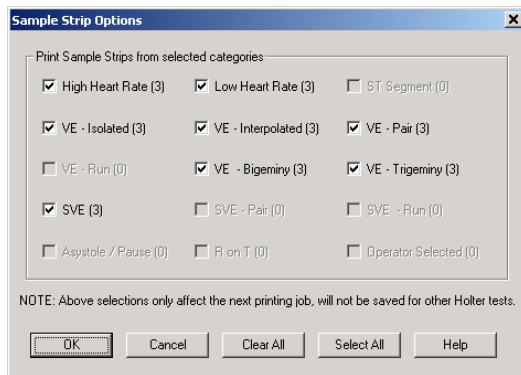 Sample Strip Options
Print Sample Strips from selected categories
High Heart Rate (3) Low Heart Rate (3) ST Segment (0)
VE - Isolated (3) VE - Interpolated (3) VE - Pair (3)
VE - Run (0) VE - Bigeminy (3) VE - Trigeminy (3)
SVE (3) SVE - Pair (0) SVE - Run (0)
Asystole / Pause (0) R on T (0) Operator Selected (0)
NOTE: Above selections only affect the next printing job, will not be saved for other Holter tests.
OK Cancel Clear All Select All Help